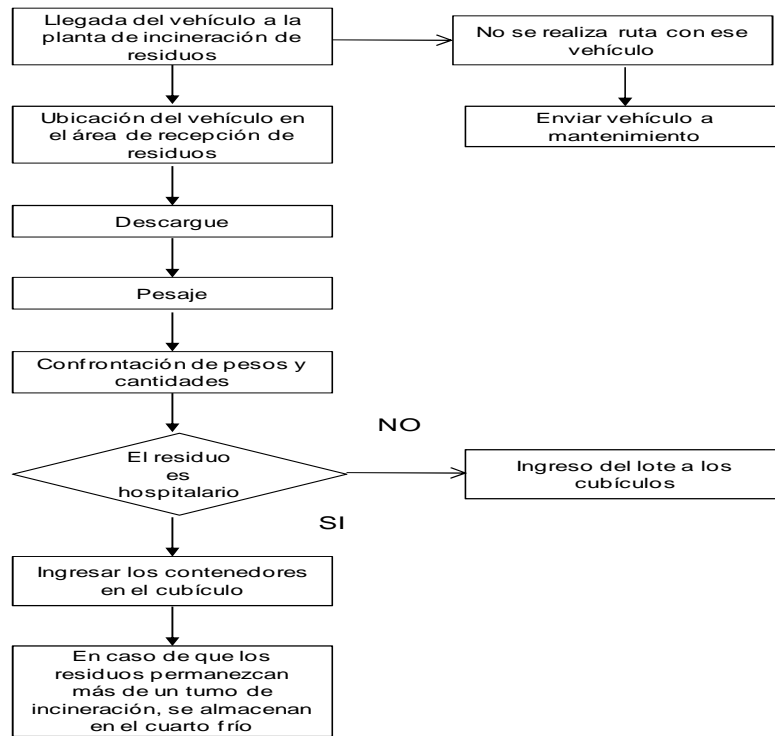 Llegada del vehículo a la
planta de incineración de
residuos
No se realiza ruta con ese
vehículo
Ubicación del vehículo en
el área de recepción de
residuos
Enviar vehículo a
mantenimiento
Descargue
Pesaje
Confrontación de pesos y
cantidades
NO
El residuo
es
hospitalario
Ingreso del lote a los
cubículos
SI
Ingresar los contenedores
en el cubículo
En caso de que los
residuos permanezcan
más de un turno de
incineración, se almacenan
en el cuarto frío